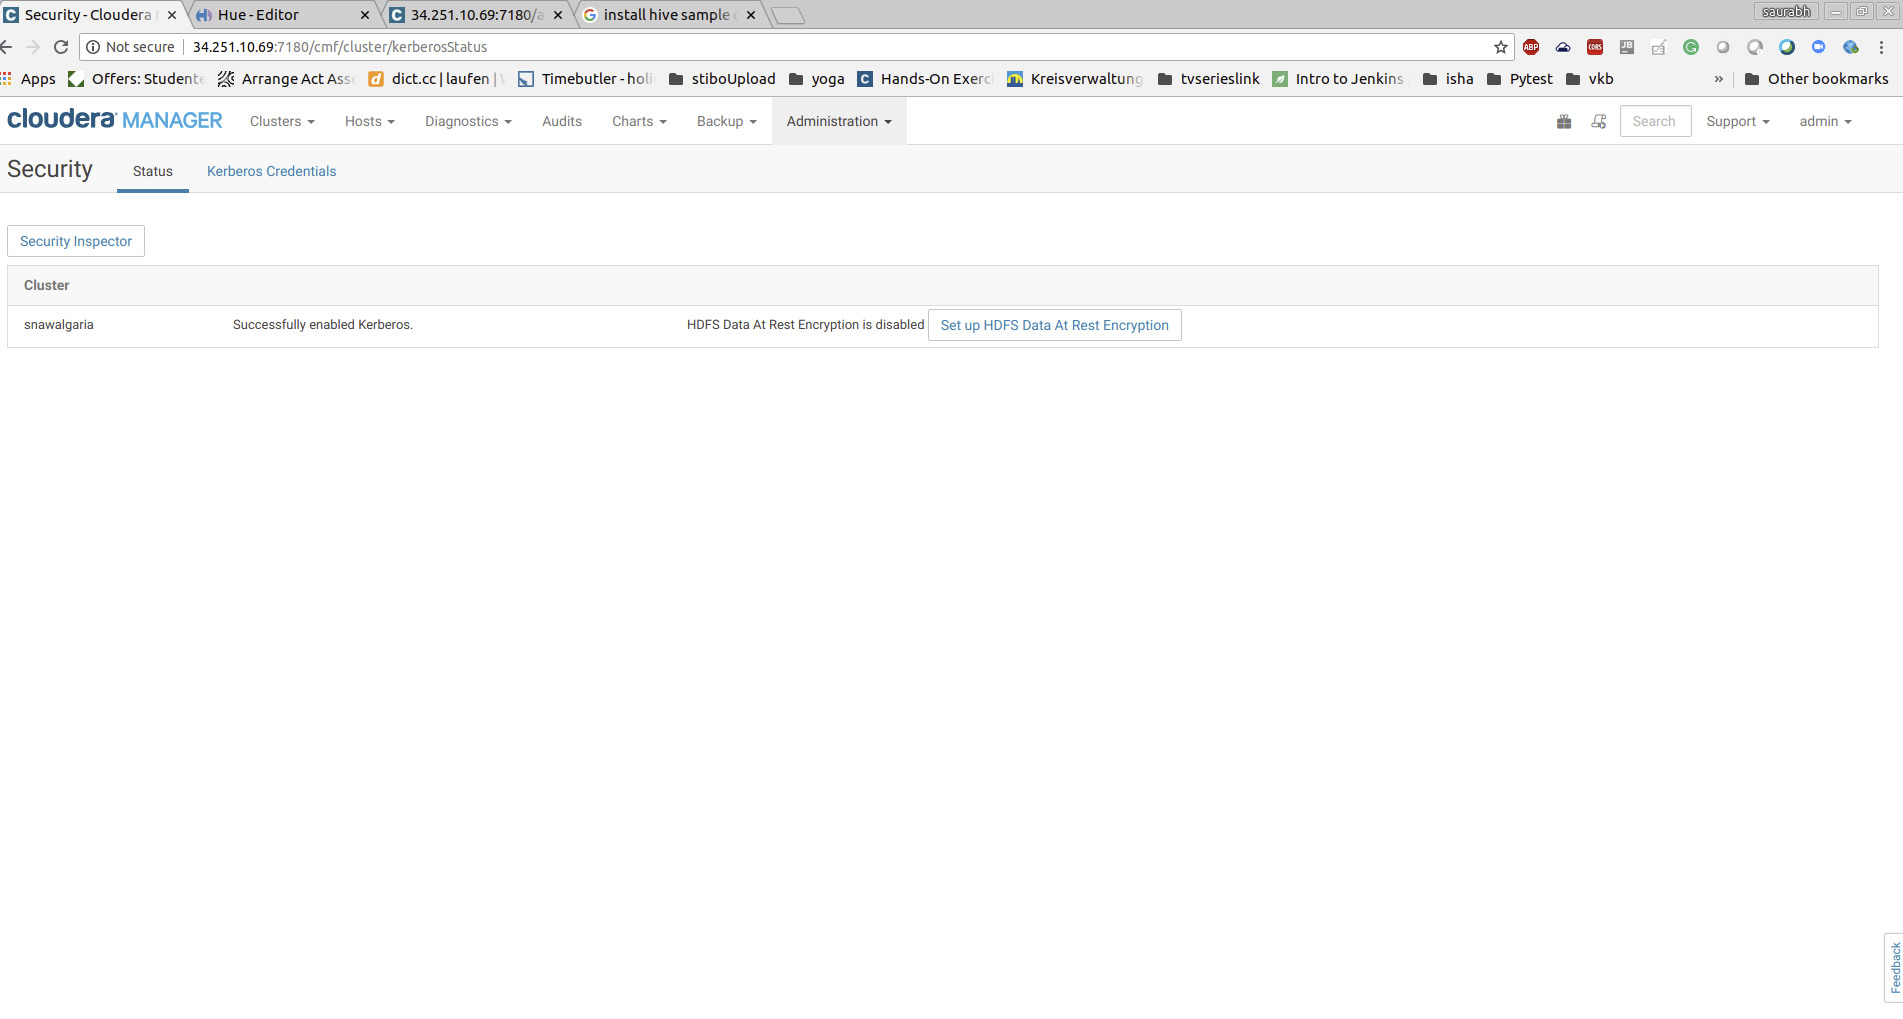 Security - Cloudera
Hue - Editor
34.251.10.69:7180/a
install hive sample
saurabh
Not secure
34.251.10.69:7180/cmf/cluster/kerberosStatus
ABP
CORS
JB
Apps
Offers: Student
Arrange Act Ass
dict.cc | laufen |
Timebutler - holi
stiboUpload
yoga
Hands-On Exerci
Kreisverwaltung
tvserieslink
Intro to Jenkins
isha
Pytest
vkb
»
Other bookmarks
cloudera MANAGER
Clusters
Hosts
Diagnostics
Audits
Charts
Backup
Administration
Search
Support
admin
Security
Status
Kerberos Credentials
Security Inspector
Cluster
snawalgaria
Successfully enabled Kerberos.
HDFS Data At Rest Encryption is disabled
Set up HDFS Data At Rest Encryption
Feedback